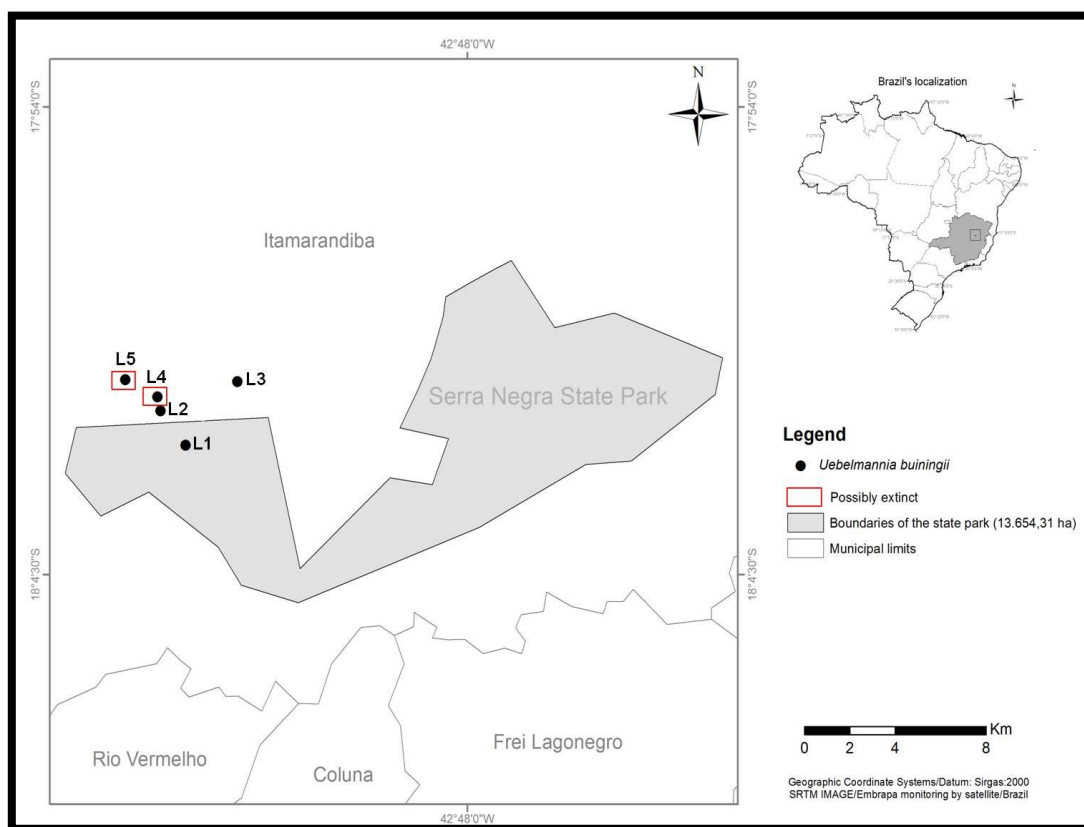 42°48'0"W
N
17°54'0"S
17°54'0"S
Itamarandiba
L5
L4
L3
L2
L1
Serra Negra State Park
18°4'30"S
18°4'30"S
Rio Vermelho
Coluna
Frei Lagonegro
42°48'0"W
Brazil's localization
N
Legend
Uebelmannia buiningii
Possibly extinct
Boundaries of the state park (13.654,31 ha)
Municipal limits
Km
0 2 4 8
Geographic Coordinate Systems/Datum: Sirgas:2000
SRTM IMAGE/Embrapa monitoring by satellite/Brazil